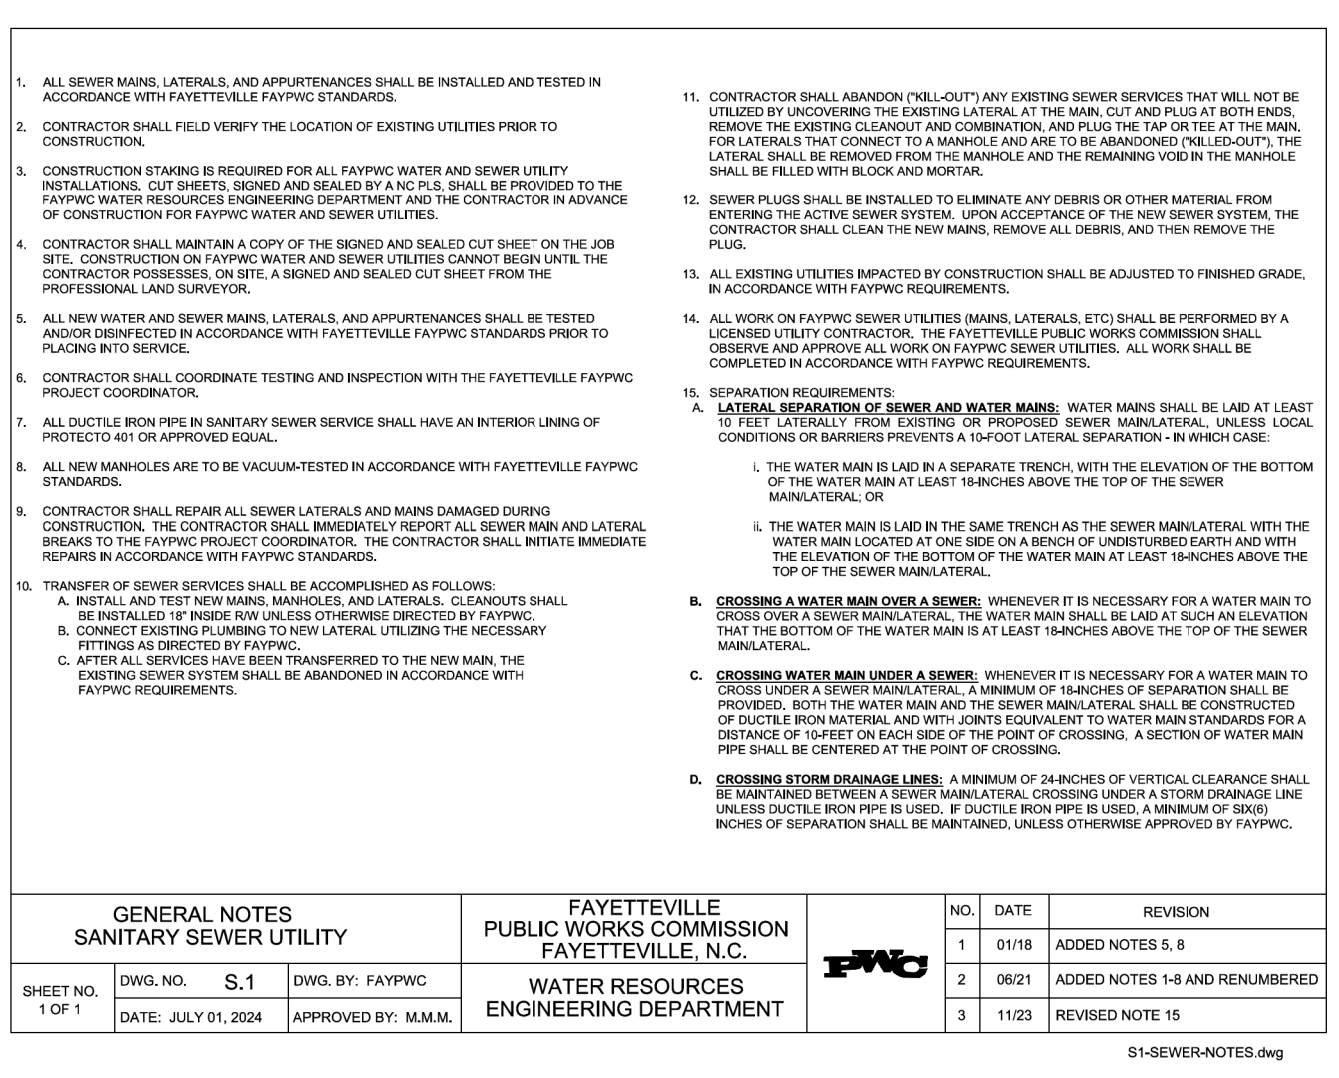 1. ALL SEWER MAINS, LATERALS, AND APPURTENANCES SHALL BE INSTALLED AND TESTED IN
ACCORDANCE WITH FAYETTEVILLE FAYPWC STANDARDS.
2. CONTRACTOR SHALL FIELD VERIFY THE LOCATION OF EXISTING UTILITIES PRIOR TO
CONSTRUCTION.
3. CONSTRUCTION STAKING IS REQUIRED FOR ALL FAYPWC WATER AND SEWER UTILITY
INSTALLATIONS. CUT SHEETS, SIGNED AND SEALED BY A NC PLS, SHALL BE PROVIDED TO THE
FAYPWC WATER RESOURCES ENGINEERING DEPARTMENT AND THE CONTRACTOR IN ADVANCE
OF CONSTRUCTION FOR FAYPWC WATER AND SEWER UTILITIES.
4. CONTRACTOR SHALL MAINTAIN A COPY OF THE SIGNED AND SEALED CUT SHEET ON THE JOB
SITE. CONSTRUCTION ON FAYPWC WATER AND SEWER UTILITIES CANNOT BEGIN UNTIL THE
CONTRACTOR POSSESSES, ON SITE, A SIGNED AND SEALED CUT SHEET FROM THE
PROFESSIONAL LAND SURVEYOR.
5. ALL NEW WATER AND SEWER MAINS, LATERALS, AND APPURTENANCES SHALL BE TESTED
AND/OR DISINFECTED IN ACCORDANCE WITH FAYETTEVILLE FAYPWC STANDARDS PRIOR TO
PLACING INTO SERVICE.
6. CONTRACTOR SHALL COORDINATE TESTING AND INSPECTION WITH THE FAYETTEVILLE FAYPWC
PROJECT COORDINATOR.
7. ALL DUCTILE IRON PIPE IN SANITARY SEWER SERVICE SHALL HAVE AN INTERIOR LINING OF
PROTECTO 401 OR APPROVED EQUAL.
8. ALL NEW MANHOLES ARE TO BE VACUUM-TESTED IN ACCORDANCE WITH FAYETTEVILLE FAYPWC
STANDARDS.
9. CONTRACTOR SHALL REPAIR ALL SEWER LATERALS AND MAINS DAMAGED DURING
CONSTRUCTION. THE CONTRACTOR SHALL IMMEDIATELY REPORT ALL SEWER MAIN AND LATERAL
BREAKS TO THE FAYPWC PROJECT COORDINATOR. THE CONTRACTOR SHALL INITIATE IMMEDIATE
REPAIRS IN ACCORDANCE WITH FAYPWC STANDARDS.
10. TRANSFER OF SEWER SERVICES SHALL BE ACCOMPLISHED AS FOLLOWS:
A. INSTALL AND TEST NEW MAINS, MANHOLES, AND LATERALS. CLEANOUTS SHALL
BE INSTALLED 18" INSIDE R/W UNLESS OTHERWISE DIRECTED BY FAYPWC.
B. CONNECT EXISTING PLUMBING TO NEW LATERAL UTILIZING THE NECESSARY
FITTINGS AS DIRECTED BY FAYPWC.
C. AFTER ALL SERVICES HAVE BEEN TRANSFERRED TO THE NEW MAIN, THE
EXISTING SEWER SYSTEM SHALL BE ABANDONED IN ACCORDANCE WITH
FAYPWC REQUIREMENTS.
11. CONTRACTOR SHALL ABANDON ("KILL-OUT") ANY EXISTING SEWER SERVICES THAT WILL NOT BE
UTILIZED BY UNCOVERING THE EXISTING LATERAL AT THE MAIN, CUT AND PLUG AT BOTH ENDS,
REMOVE THE EXISTING CLEANOUT AND COMBINATION, AND PLUG THE TAP OR TEE AT THE MAIN.
FOR LATERALS THAT CONNECT TO A MANHOLE AND ARE TO BE ABANDONED ("KILLED-OUT"), THE
LATERAL SHALL BE REMOVED FROM THE MANHOLE AND THE REMAINING VOID IN THE MANHOLE
SHALL BE FILLED WITH BLOCK AND MORTAR.
12. SEWER PLUGS SHALL BE INSTALLED TO ELIMINATE ANY DEBRIS OR OTHER MATERIAL FROM
ENTERING THE ACTIVE SEWER SYSTEM. UPON ACCEPTANCE OF THE NEW SEWER SYSTEM, THE
CONTRACTOR SHALL CLEAN THE NEW MAINS, REMOVE ALL DEBRIS, AND THEN REMOVE THE
PLUG.
13. ALL EXISTING UTILITIES IMPACTED BY CONSTRUCTION SHALL BE ADJUSTED TO FINISHED GRADE,
IN ACCORDANCE WITH FAYPWC REQUIREMENTS.
14. ALL WORK ON FAYPWC SEWER UTILITIES (MAINS, LATERALS, ETC) SHALL BE PERFORMED BY A
LICENSED UTILITY CONTRACTOR. THE FAYETTEVILLE PUBLIC WORKS COMMISSION SHALL
OBSERVE AND APPROVE ALL WORK ON FAYPWC SEWER UTILITIES. ALL WORK SHALL BE
COMPLETED IN ACCORDANCE WITH FAYPWC REQUIREMENTS.
15. SEPARATION REQUIREMENTS:
A. LATERAL SEPARATION OF SEWER AND WATER MAINS: WATER MAINS SHALL BE LAID AT LEAST
10 FEET LATERALLY FROM EXISTING OR PROPOSED SEWER MAIN/LATERAL, UNLESS LOCAL
CONDITIONS OR BARRIERS PREVENTS A 10-FOOT LATERAL SEPARATION - IN WHICH CASE:
i. THE WATER MAIN IS LAID IN A SEPARATE TRENCH, WITH THE ELEVATION OF THE BOTTOM
OF THE WATER MAIN AT LEAST 18-INCHES ABOVE THE TOP OF THE SEWER
MAIN/LATERAL; OR
ii. THE WATER MAIN IS LAID IN THE SAME TRENCH AS THE SEWER MAIN/LATERAL WITH THE
WATER MAIN LOCATED AT ONE SIDE ON A BENCH OF UNDISTURBED EARTH AND WITH
THE ELEVATION OF THE BOTTOM OF THE WATER MAIN AT LEAST 18-INCHES ABOVE THE
TOP OF THE SEWER MAIN/LATERAL.
B. CROSSING A WATER MAIN OVER A SEWER: WHENEVER IT IS NECESSARY FOR A WATER MAIN TO
CROSS OVER A SEWER MAIN/LATERAL, THE WATER MAIN SHALL BE LAID AT SUCH AN ELEVATION
THAT THE BOTTOM OF THE WATER MAIN IS AT LEAST 18-INCHES ABOVE THE TOP OF THE SEWER
MAIN/LATERAL.
C. CROSSING WATER MAIN UNDER A SEWER: WHENEVER IT IS NECESSARY FOR A WATER MAIN TO
CROSS UNDER A SEWER MAIN/LATERAL, A MINIMUM OF 18-INCHES OF SEPARATION SHALL BE
PROVIDED. BOTH THE WATER MAIN AND THE SEWER MAIN/LATERAL SHALL BE CONSTRUCTED
OF DUCTILE IRON MATERIAL AND WITH JOINTS EQUIVALENT TO WATER MAIN STANDARDS FOR A
DISTANCE OF 10-FEET ON EACH SIDE OF THE POINT OF CROSSING, A SECTION OF WATER MAIN
PIPE SHALL BE CENTERED AT THE POINT OF CROSSING.
D. CROSSING STORM DRAINAGE LINES: A MINIMUM OF 24-INCHES OF VERTICAL CLEARANCE SHALL
BE MAINTAINED BETWEEN A SEWER MAIN/LATERAL CROSSING UNDER A STORM DRAINAGE LINE
UNLESS DUCTILE IRON PIPE IS USED. IF DUCTILE IRON PIPE IS USED, A MINIMUM OF SIX(6)
INCHES OF SEPARATION SHALL BE MAINTAINED, UNLESS OTHERWISE APPROVED BY FAYPWC.
GENERAL NOTES
SANITARY SEWER UTILITY
SHEET NO.
1 OF 1
DWG. NO. S.1
DWG. BY: FAYPWC
DATE: JULY 01, 2024
APPROVED BY: M.M.M.
FAYETTEVILLE
PUBLIC WORKS COMMISSION
FAYETTEVILLE, N.C.
WATER RESOURCES
ENGINEERING DEPARTMENT
PWC
NO. DATE REVISION
1 01/18 ADDED NOTES 5, 8
2 06/21 ADDED NOTES 1-8 AND RENUMBERED
3 11/23 REVISED NOTE 15
S1-SEWER-NOTES.dwg